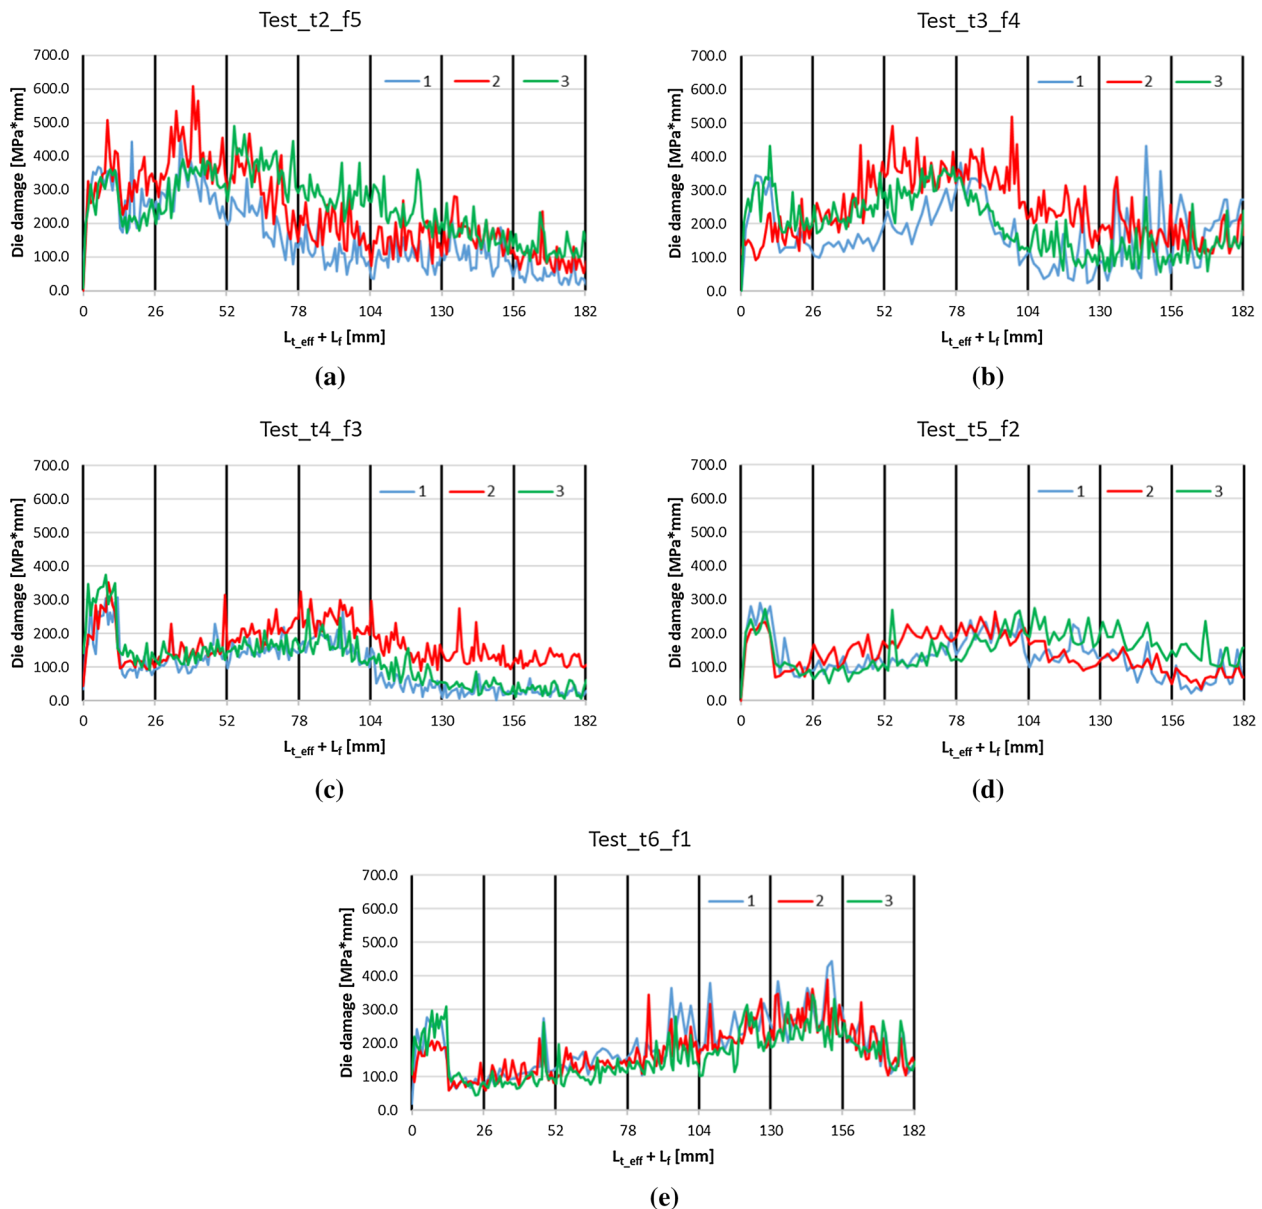 Test_t2_f5
Die damage [MPa*mm]
700.0
600.0
500.0
400.0
300.0
200.0
100.0
0.0
1 2 3
0 26 52 78 104 130 156 182
Lt_eff + Lf [mm]
(a)
Test_t3_f4
Die damage [MPa*mm]
700.0
600.0
500.0
400.0
300.0
200.0
100.0
0.0
1 2 3
0 26 52 78 104 130 156 182
Lt_eff + Lf [mm]
(b)
Test_t4_f3
Die damage [MPa*mm]
700.0
600.0
500.0
400.0
300.0
200.0
100.0
0.0
1 2 3
0 26 52 78 104 130 156 182
Lt_eff + Lf [mm]
(c)
Test_t5_f2
Die damage [MPa*mm]
700.0
600.0
500.0
400.0
300.0
200.0
100.0
0.0
1 2 3
0 26 52 78 104 130 156 182
Lt_eff + Lf [mm]
(d)
Test_t6_f1
Die damage [MPa*mm]
700.0
600.0
500.0
400.0
300.0
200.0
100.0
0.0
1 2 3
0 26 52 78 104 130 156 182
Lt_eff + Lf [mm]
(e)